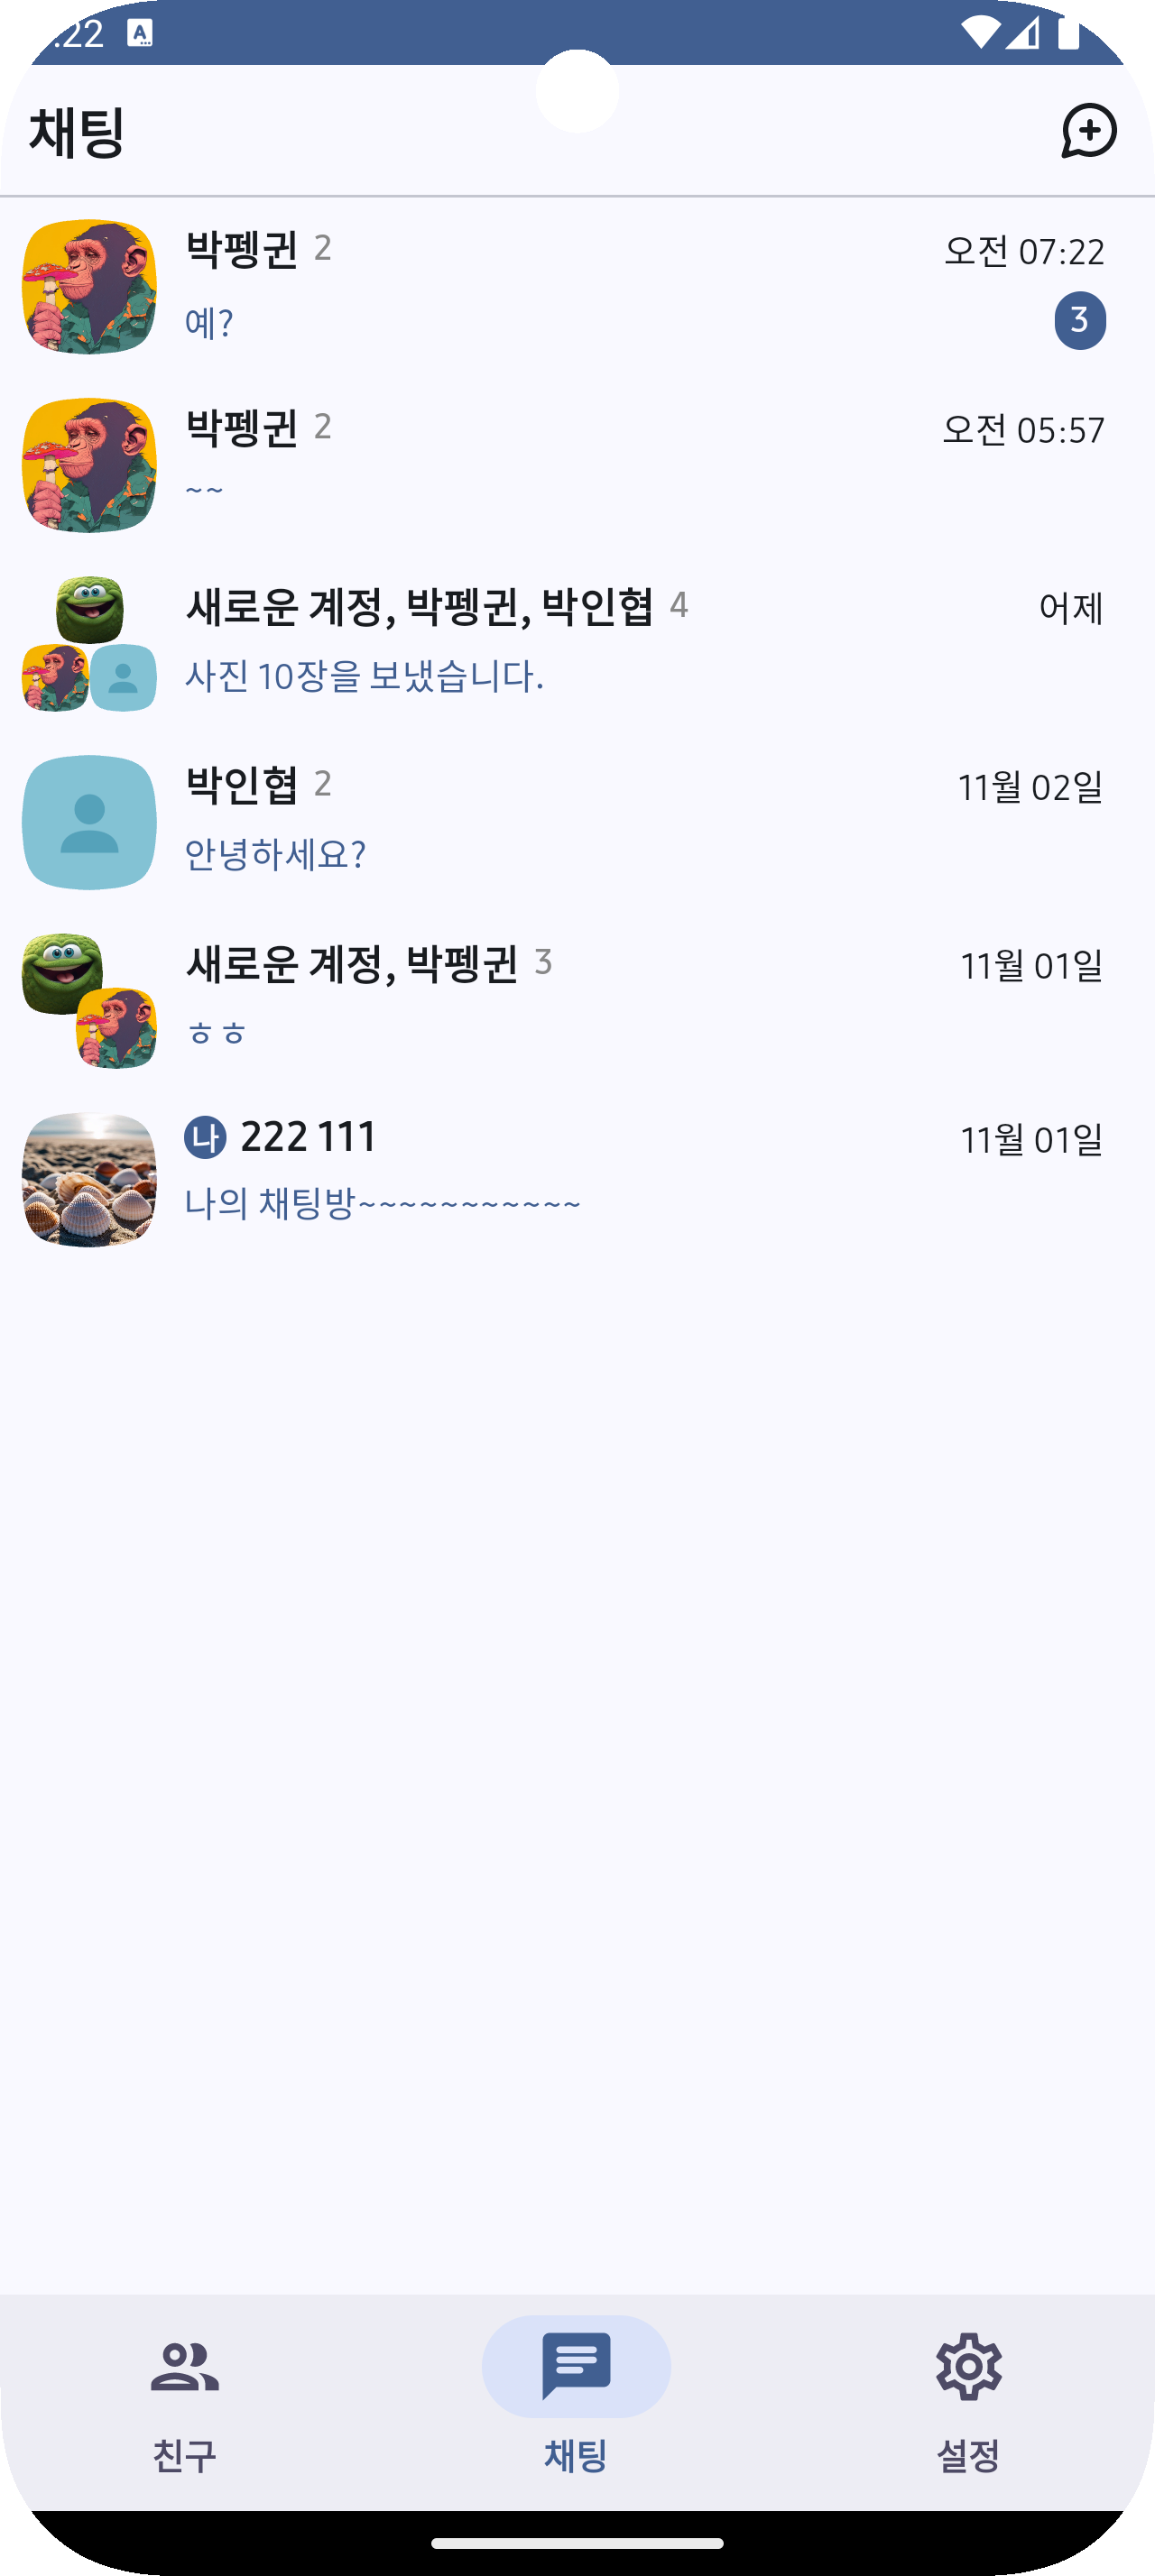 :22 A
채팅
박펭귄 2 오전 07:22
예? 3
박펭귄 2 오전 05:57
~~
새로운 계정, 박펭귄, 박인협 4 어제
사진 10장을 보냈습니다.
박인협 2 11월 02일
안녕하세요?
새로운 계정, 박펭귄 3 11월 01일
ㅎㅎ
나 222 111 11월 01일
나의 채팅방~~~~~~~~~~~
친구 채팅 설정